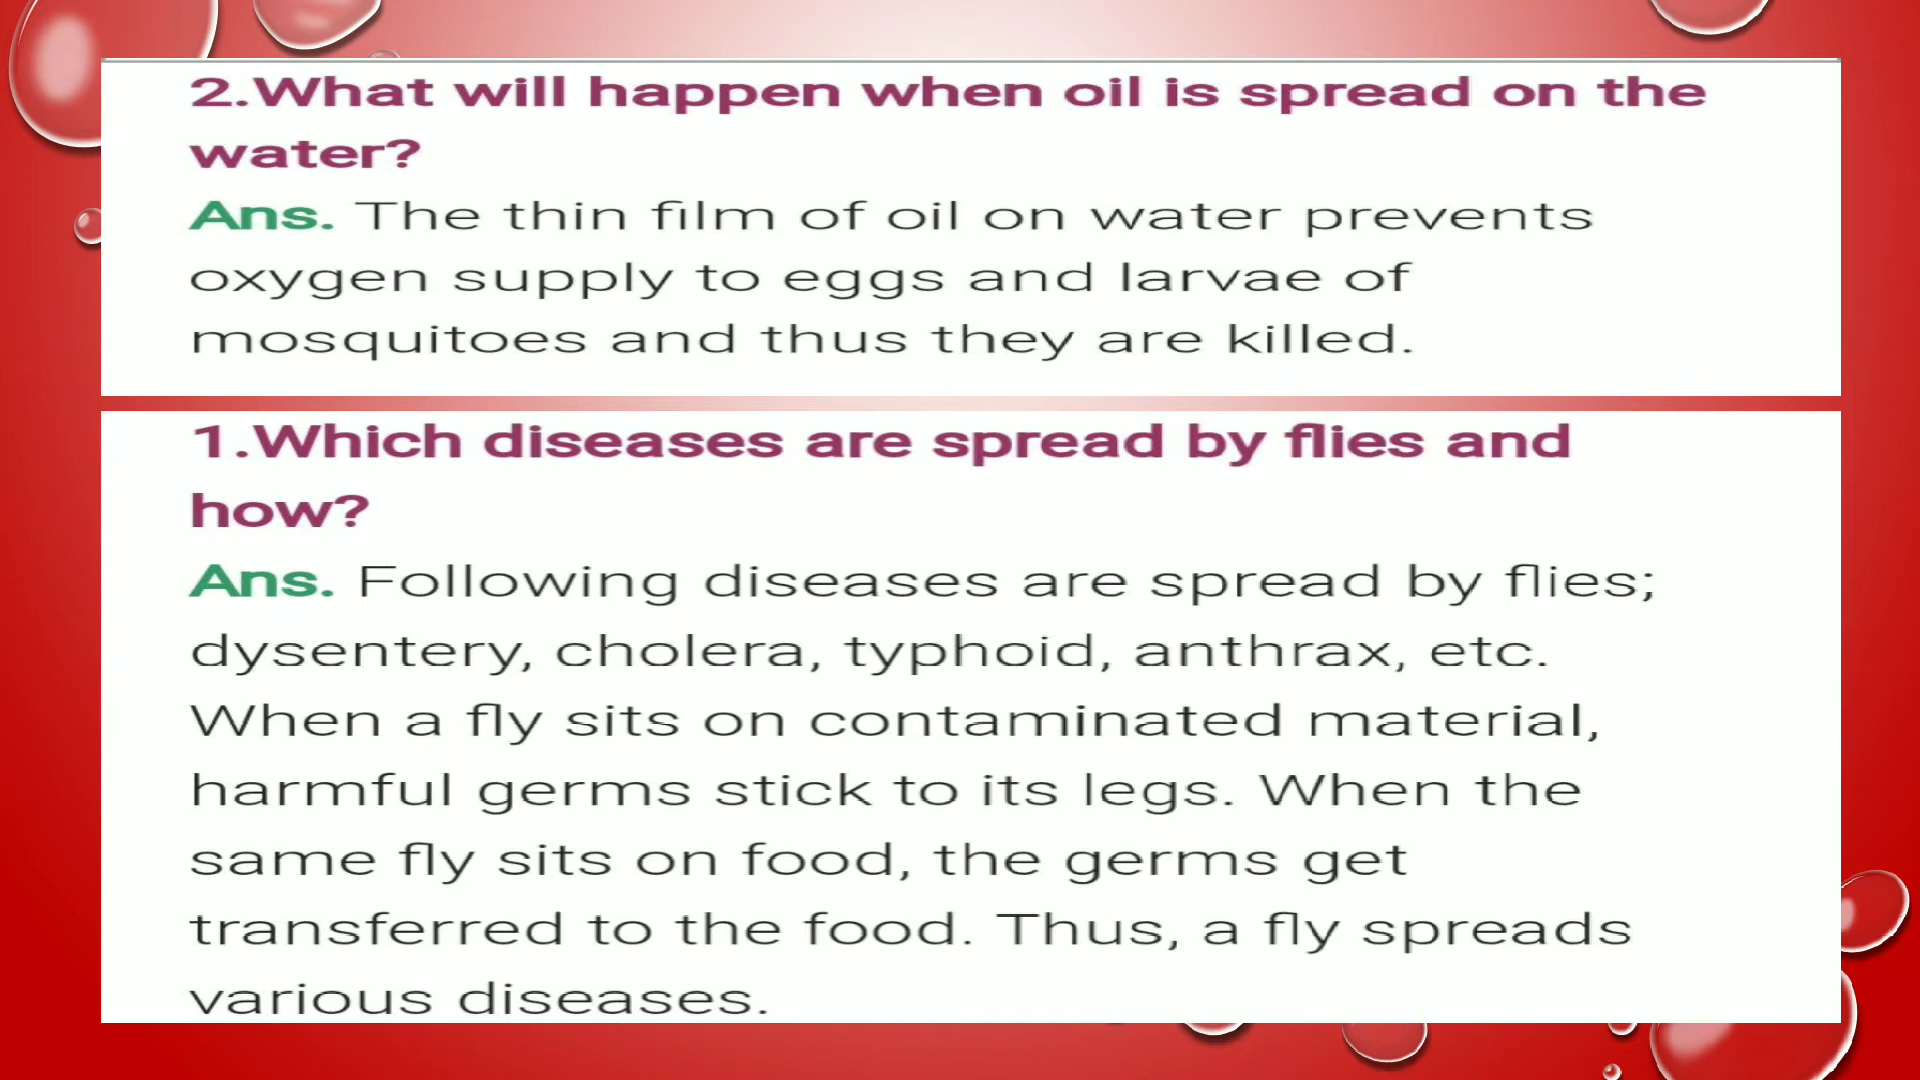 2.What will happen when oil is spread on the
water?
Ans. The thin film of oil on water prevents
oxygen supply to eggs and larvae of
mosquitoes and thus they are killed.
1.Which diseases are spread by flies and
how?
Ans. Following diseases are spread by flies;
dysentery, cholera, typhoid, anthrax, etc.
When a fly sits on contaminated material,
harmful germs stick to its legs. When the
same fly sits on food, the germs get
transferred to the food. Thus, a fly spreads
various diseases.